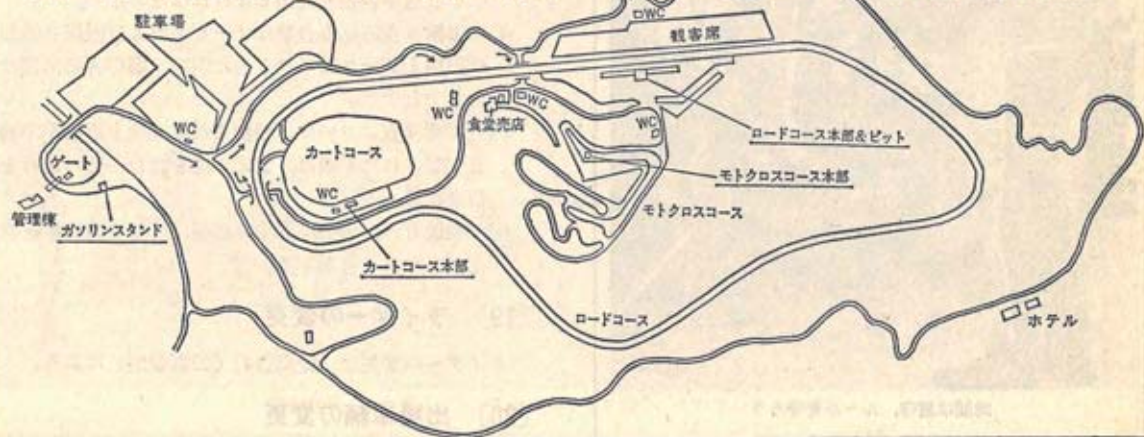 WC
駐車場
観客席
WC
WC
食堂売店
WC
WC
ロードコース本部&ピット
カートコース
ゲート
モトクロスコース本部
WC
管理棟
ガソリンスタンド
モトクロスコース
カートコース本部
ロードコース
ホテル